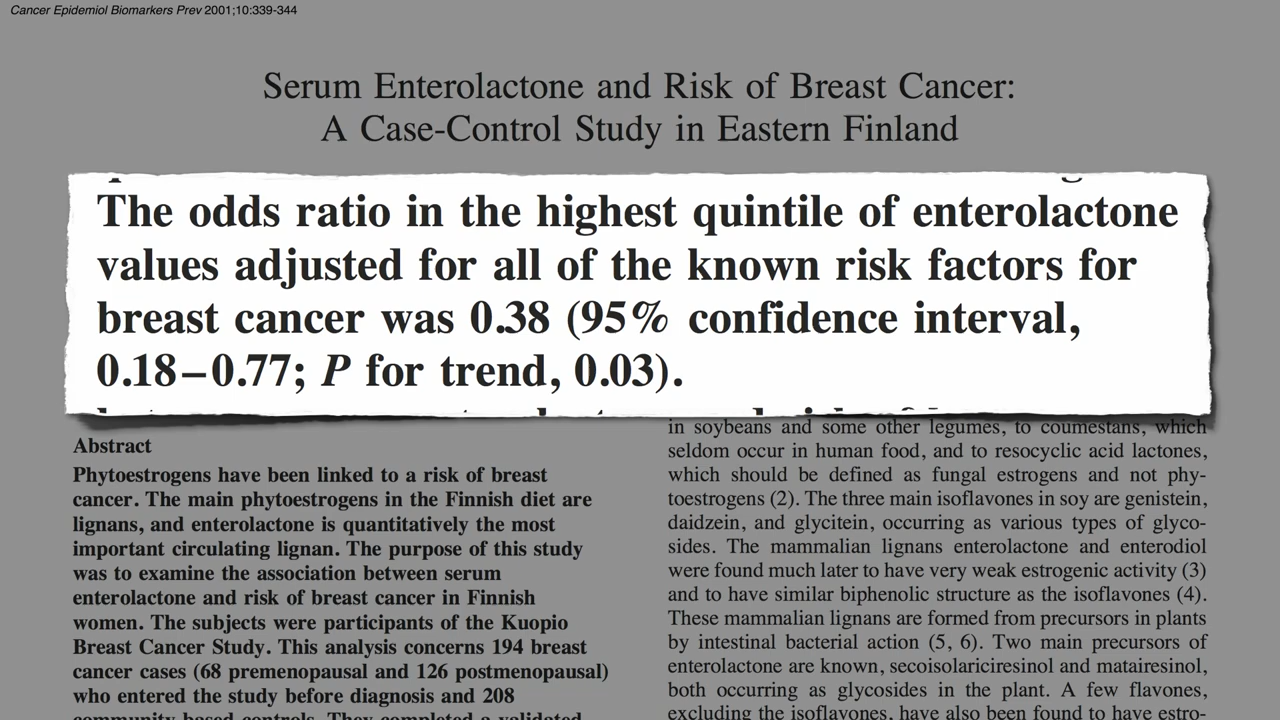 Cancer Epidemiol Biomarkers Prev 2001;10:339-344
Serum Enterolactone and Risk of Breast Cancer:
A Case-Control Study in Eastern Finland
The odds ratio in the highest quintile of enterolactone
values adjusted for all of the known risk factors for
breast cancer was 0.38 (95% confidence interval,
0.18–0.77; P for trend, 0.03).
Abstract
Phytoestrogens have been linked to a risk of breast
cancer. The main phytoestrogens in the Finnish diet are
lignans, and enterolactone is quantitatively the most
important circulating lignan. The purpose of this study
was to examine the association between serum
enterolactone and risk of breast cancer in Finnish
women. The subjects were participants of the Kuopio
Breast Cancer Study. This analysis concerns 194 breast
cancer cases (68 premenopausal and 126 postmenopausal)
who entered the study before diagnosis and 208
community-based controls. They completed a validated
in soybeans and some other legumes, to coumestans, which
seldom occur in human food, and to resocyclic acid lactones,
which should be defined as fungal estrogens and not phy-
toestrogens (2). The three main isoflavones in soy are genistein,
daidzein, and glycitein, occurring as various types of glyco-
sides. The mammalian lignans enterolactone and enterodiol
were found much later to have very weak estrogenic activity (3)
and to have similar biphenolic structure as the isoflavones (4).
These mammalian lignans are formed from precursors in plants
by intestinal bacterial action (5, 6). Two main precursors of
enterolactone are known, secoisolariciresinol and matairesinol,
both occurring as glycosides in the plant. A few flavones,
excluding the isoflavones, have also been found to have estro-